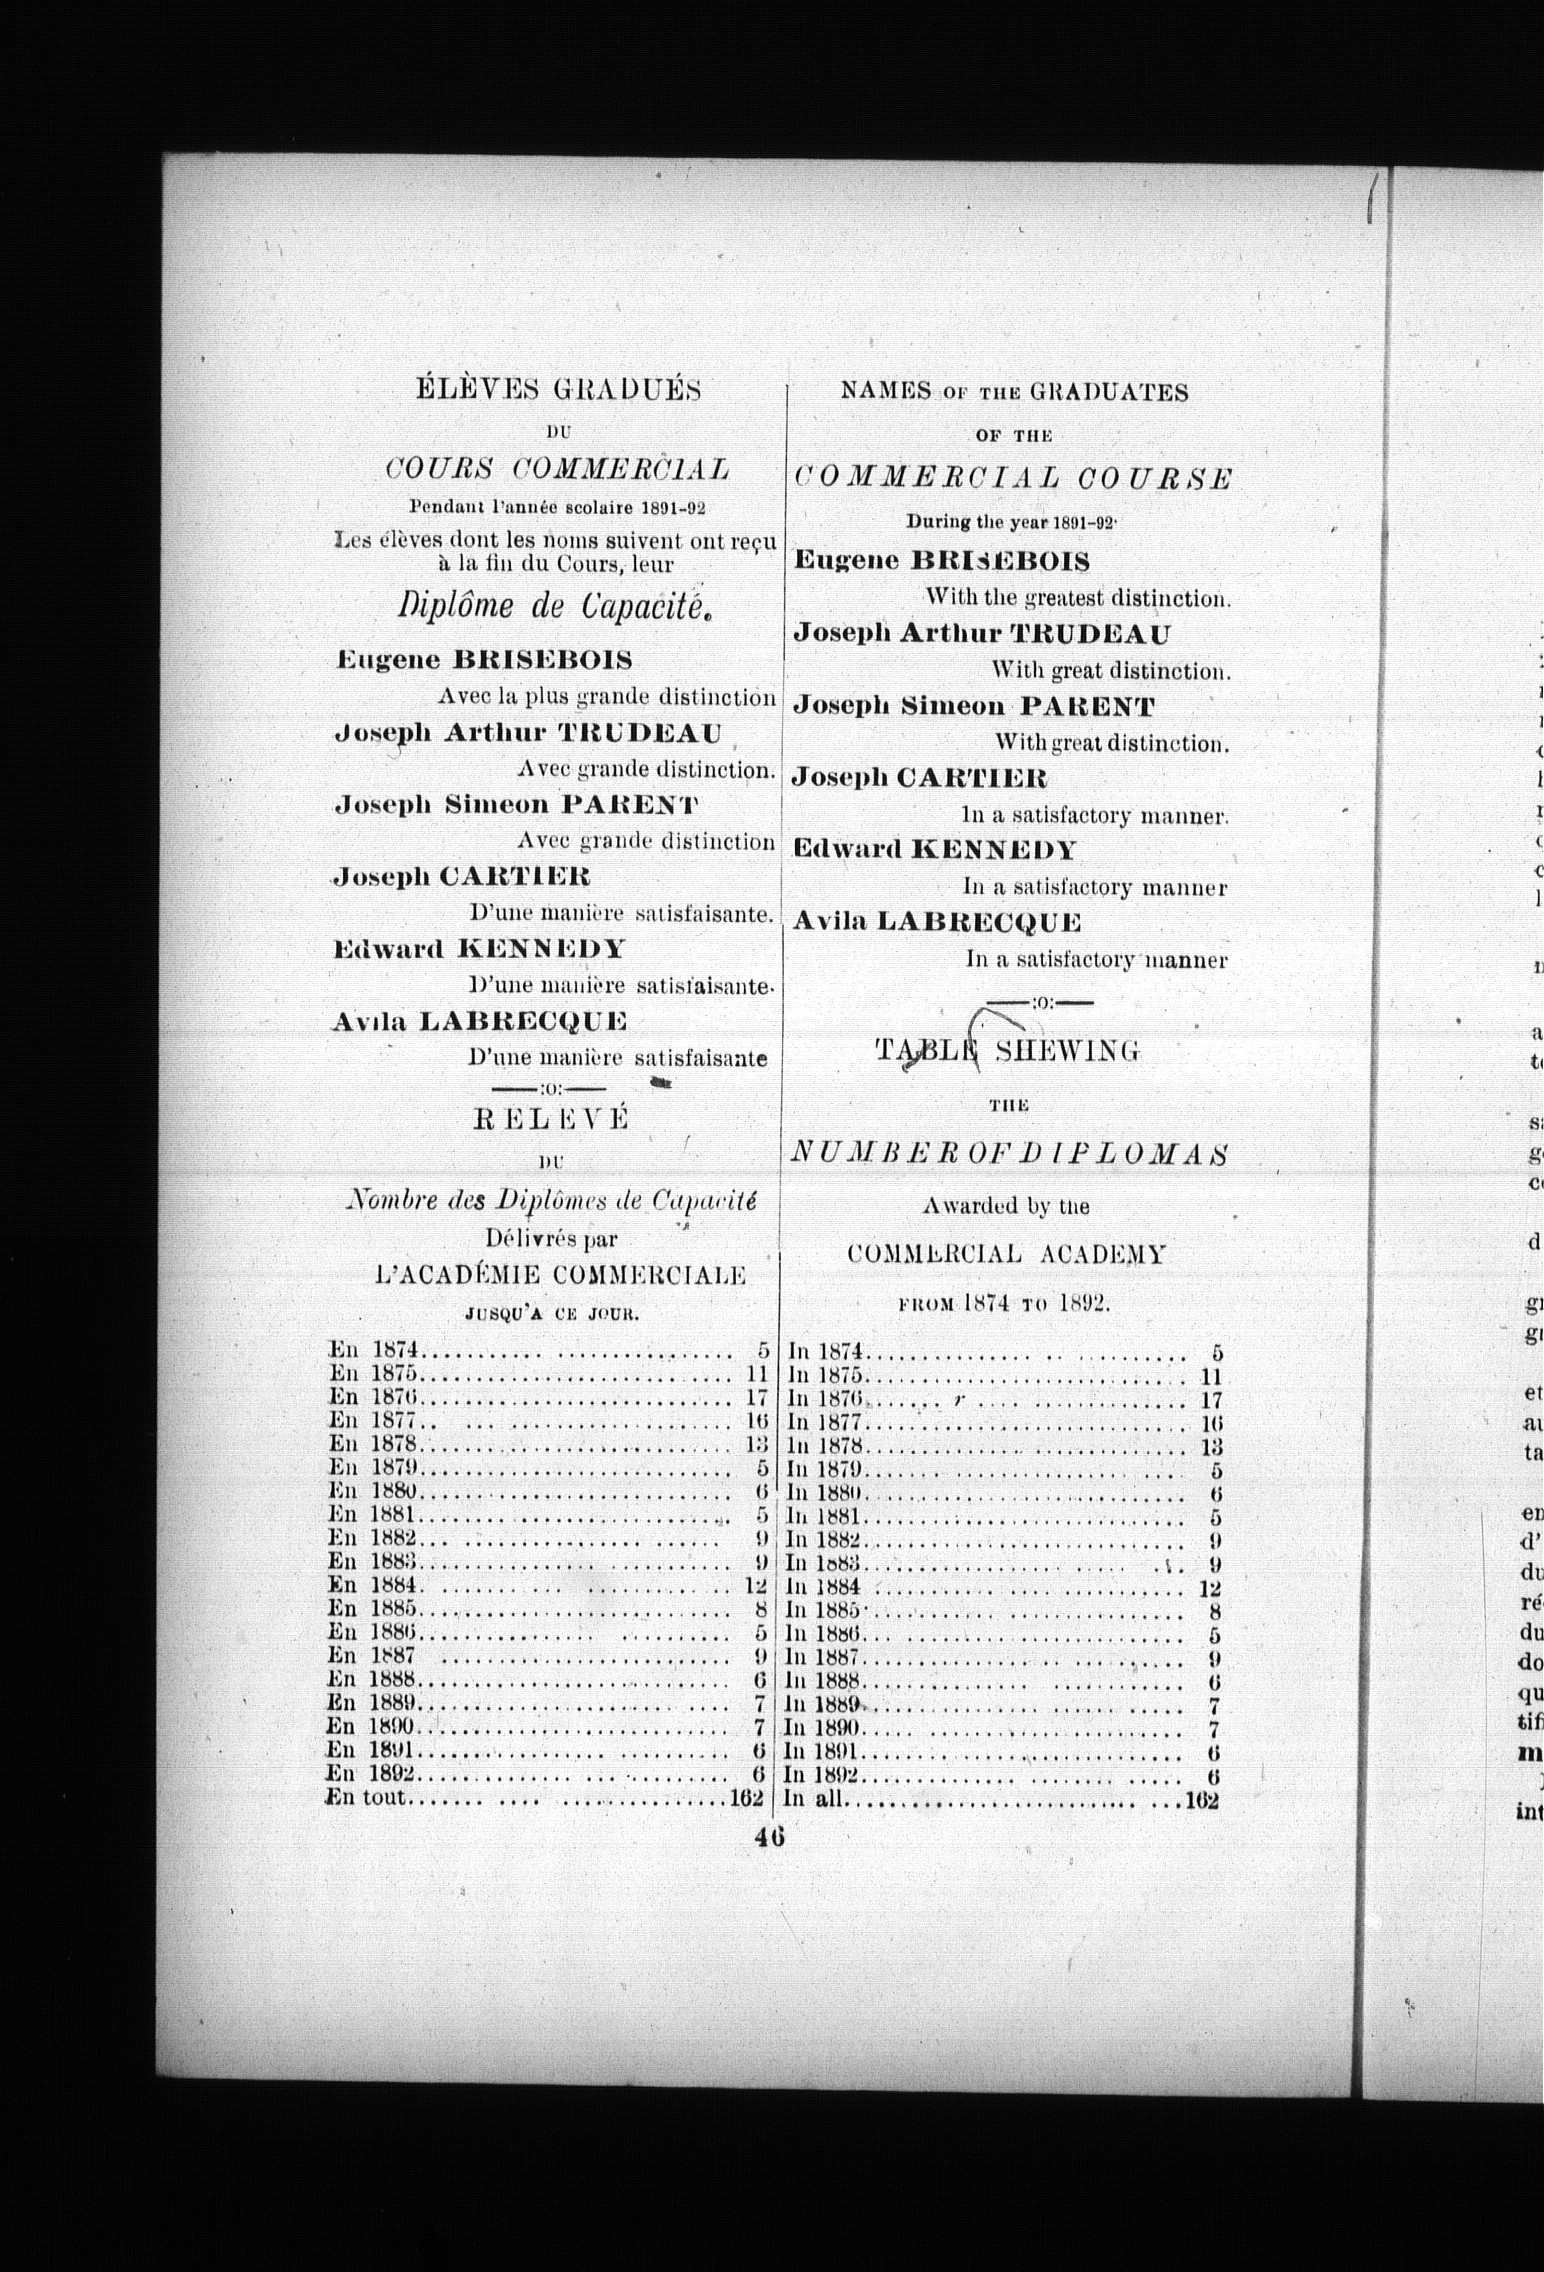 ÉLÈVES GRADUÉS
DU
COURS COMMERCIAL
Pendant l'année scolaire 1891-92
Les élèves dont les noms suivent ont reçu
à la fin du Cours, leur
Diplôme de Capacité.
Eugene BRISEBOIS
Avec la plus grande distinction
Joseph Arthur TRUDEAU
Avec grande distinction.
Joseph Simeon PARENT
Avec grande distinction
Joseph CARTIER
D'une manière satisfaisante.
Edward KENNEDY
D'une manière satisfaisante.
Avila LABRECQUE
D'une manière satisfaisante
——:o:——
RELEVÉ
DU
Nombre des Diplômes de Capacité
Délivrés par
L'ACADÉMIE COMMERCIALE
JUSQU'A CE JOUR.
En 1874.............................. 5
En 1875.............................. 11
En 1876.............................. 17
En 1877.............................. 16
En 1878.............................. 13
En 1879.............................. 5
En 1880.............................. 6
En 1881.............................. 5
En 1882.............................. 9
En 1883.............................. 9
En 1884.............................. 12
En 1885.............................. 8
En 1886.............................. 5
En 1887 .............................. 9
En 1888.............................. 6
En 1889.............................. 7
En 1890.............................. 7
En 1891.............................. 6
En 1892.............................. 6
En tout..............................162
NAMES OF THE GRADUATES
OF THE
COMMERCIAL COURSE
During the year 1891-92.
Eugene BRISEBOIS
With the greatest distinction.
Joseph Arthur TRUDEAU
With great distinction.
Joseph Simeon PARENT
With great distinction.
Joseph CARTIER
In a satisfactory manner.
Edward KENNEDY
In a satisfactory manner
Avila LABRECQUE
In a satisfactory manner
——:o:——
TABLE SHEWING
THE
NUMBER OF DIPLOMAS
Awarded by the
COMMERCIAL ACADEMY
FROM 1874 TO 1892.
In 1874.............................. 5
In 1875.............................. 11
In 1876.............................. 17
In 1877.............................. 16
In 1878.............................. 13
In 1879.............................. 5
In 1880.............................. 6
In 1881.............................. 5
In 1882.............................. 9
In 1883.............................. 9
In 1884 .............................. 12
In 1885.............................. 8
In 1886.............................. 5
In 1887.............................. 9
In 1888.............................. 6
In 1889.............................. 7
In 1890.............................. 7
In 1891.............................. 6
In 1892.............................. 6
In all..............................162
46